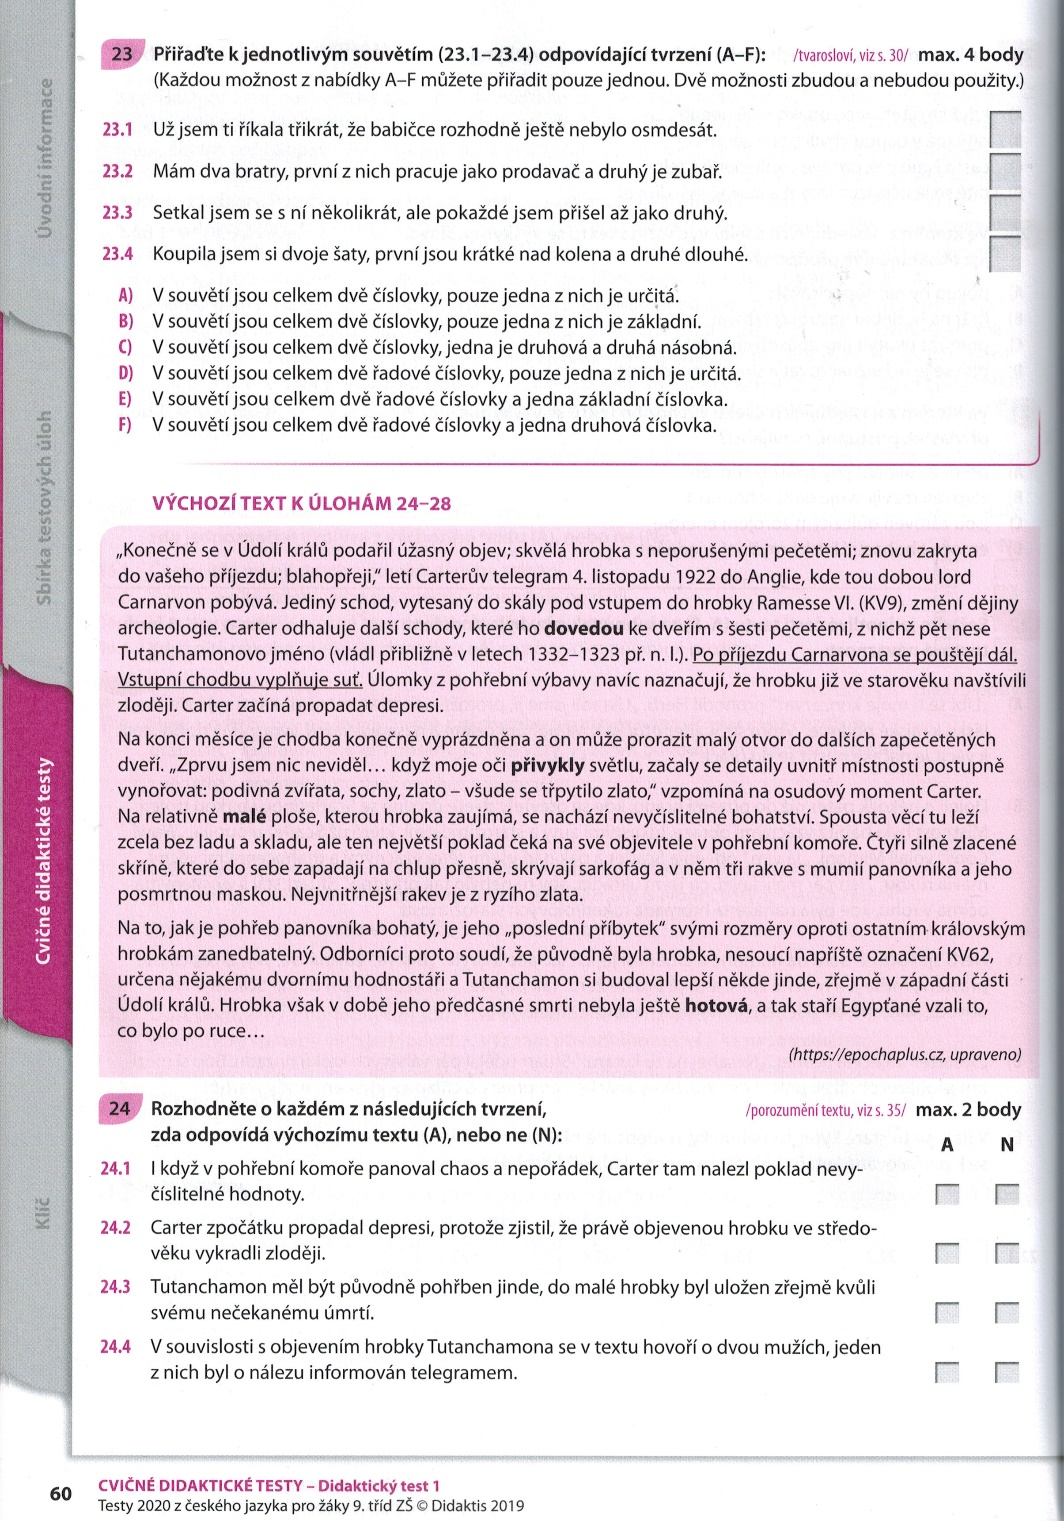 Úvodní informace
Sbírka testových úloh
Cvičné didaktické testy
Klíč
23 Přiřaďte k jednotlivým souvětím (23.1–23.4) odpovídající tvrzení (A–F): /tvarosloví, viz s. 30/ max. 4 body
(Každou možnost z nabídky A–F můžete přiřadit pouze jednou. Dvě možnosti zbudou a nebudou použity.)
23.1 Už jsem ti říkala třikrát, že babičce rozhodně ještě nebylo osmdesát.
23.2 Mám dva bratry, první z nich pracuje jako prodavač a druhý je zubař.
23.3 Setkal jsem se s ní několikrát, ale pokaždé jsem přišel až jako druhý.
23.4 Koupila jsem si dvoje šaty, první jsou krátké nad kolena a druhé dlouhé.
A) V souvětí jsou celkem dvě číslovky, pouze jedna z nich je určitá.
B) V souvětí jsou celkem dvě číslovky, pouze jedna z nich je základní.
C) V souvětí jsou celkem dvě číslovky, jedna je druhová a druhá násobná.
D) V souvětí jsou celkem dvě řadové číslovky, pouze jedna z nich je určitá.
E) V souvětí jsou celkem dvě řadové číslovky a jedna základní číslovka.
F) V souvětí jsou celkem dvě řadové číslovky a jedna druhová číslovka.
VÝCHOZÍ TEXT K ÚLOHÁM 24–28
„Konečně se v Údolí králů podařil úžasný objev; skvělá hrobka s neporušenými pečetěmi; znovu zakryta
do vašeho příjezdu; blahopřeji,“ letí Carterův telegram 4. listopadu 1922 do Anglie, kde tou dobou lord
Carnarvon pobývá. Jediný schod, vytesaný do skály pod vstupem do hrobky Ramesse VI. (KV9), změní dějiny
archeologie. Carter odhaluje další schody, které ho dovedou ke dveřím s šesti pečetěmi, z nichž pět nese
Tutanchamonovo jméno (vládl přibližně v letech 1332–1323 př. n. l.). Po příjezdu Carnarvona se pouštějí dál.
Vstupní chodbu vyplňuje suť. Úlomky z pohřební výbavy navíc naznačují, že hrobku již ve starověku navštívili
zloději. Carter začíná propadat depresi.
Na konci měsíce je chodba konečně vyprázdněna a on může prorazit malý otvor do dalších zapečetěných
dveří. „Zprvu jsem nic neviděl… když moje oči přivykly světlu, začaly se detaily uvnitř místnosti postupně
vynořovat: podivná zvířata, sochy, zlato – všude se třpytilo zlato,“ vzpomíná na osudový moment Carter.
Na relativně malé ploše, kterou hrobka zaujímá, se nachází nevyčíslitelné bohatství. Spousta věcí tu leží
zcela bez ladu a skladu, ale ten největší poklad čeká na své objevitele v pohřební komoře. Čtyři silně zlacené
skříně, které do sebe zapadají na chlup přesně, skrývají sarkofág a v něm tři rakve s mumií panovníka a jeho
posmrtnou maskou. Nejvnitřnější rakev je z ryzího zlata.
Na to, jak je pohřeb panovníka bohatý, je jeho „poslední příbytek“ svými rozměry oproti ostatním královským
hrobkám zanedbatelný. Odborníci proto soudí, že původně byla hrobka, nesoucí napříště označení KV62,
určena nějakému dvornímu hodnostáři a Tutanchamon si budoval lepší někde jinde, zřejmě v západní části
Údolí králů. Hrobka však v době jeho předčasné smrti nebyla ještě hotová, a tak staří Egypťané vzali to,
co bylo po ruce…
(https://epochaplus.cz, upraveno)
24 Rozhodněte o každém z následujících tvrzení, /porozumění textu, viz s. 35/ max. 2 body
zda odpovídá výchozímu textu (A), nebo ne (N):
A N
24.1 I když v pohřební komoře panoval chaos a nepořádek, Carter tam nalezl poklad nevy-
číslitelné hodnoty.
24.2 Carter zpočátku propadal depresi, protože zjistil, že právě objevenou hrobku ve středo-
věku vykradli zloději.
24.3 Tutanchamon měl být původně pohřben jinde, do malé hrobky byl uložen zřejmě kvůli
svému nečekanému úmrtí.
24.4 V souvislosti s objevením hrobky Tutanchamona se v textu hovoří o dvou mužích, jeden
z nich byl o nálezu informován telegramem.
60 CVIČNÉ DIDAKTICKÉ TESTY – Didaktický test 1
Testy 2020 z českého jazyka pro žáky 9. tříd ZŠ © Didaktis 2019